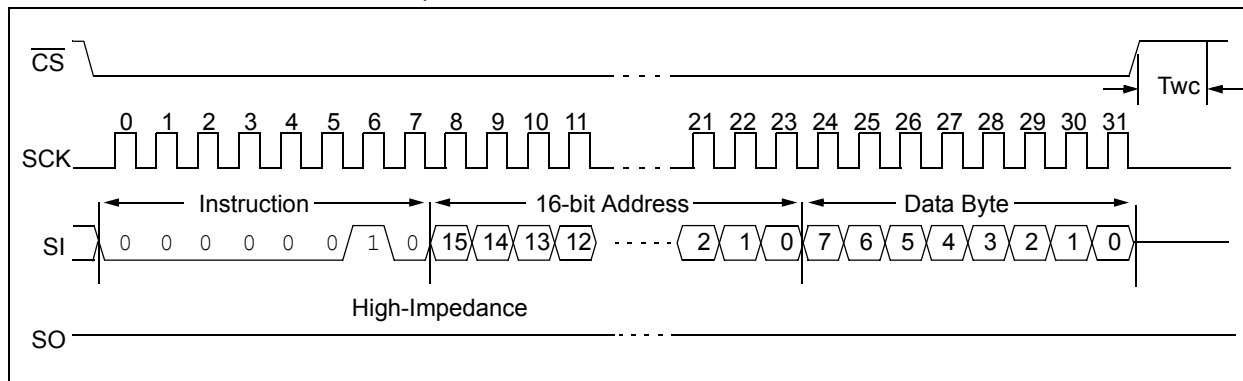 CS
Twc
0 1 2 3 4 5 6 7 8 9 10 11 21 22 23 24 25 26 27 28 29 30 31
SCK
Instruction 16-bit Address Data Byte
SI 0 0 0 0 0 0 1 0 15 14 13 12 2 1 0 7 6 5 4 3 2 1 0
High-Impedance
SO